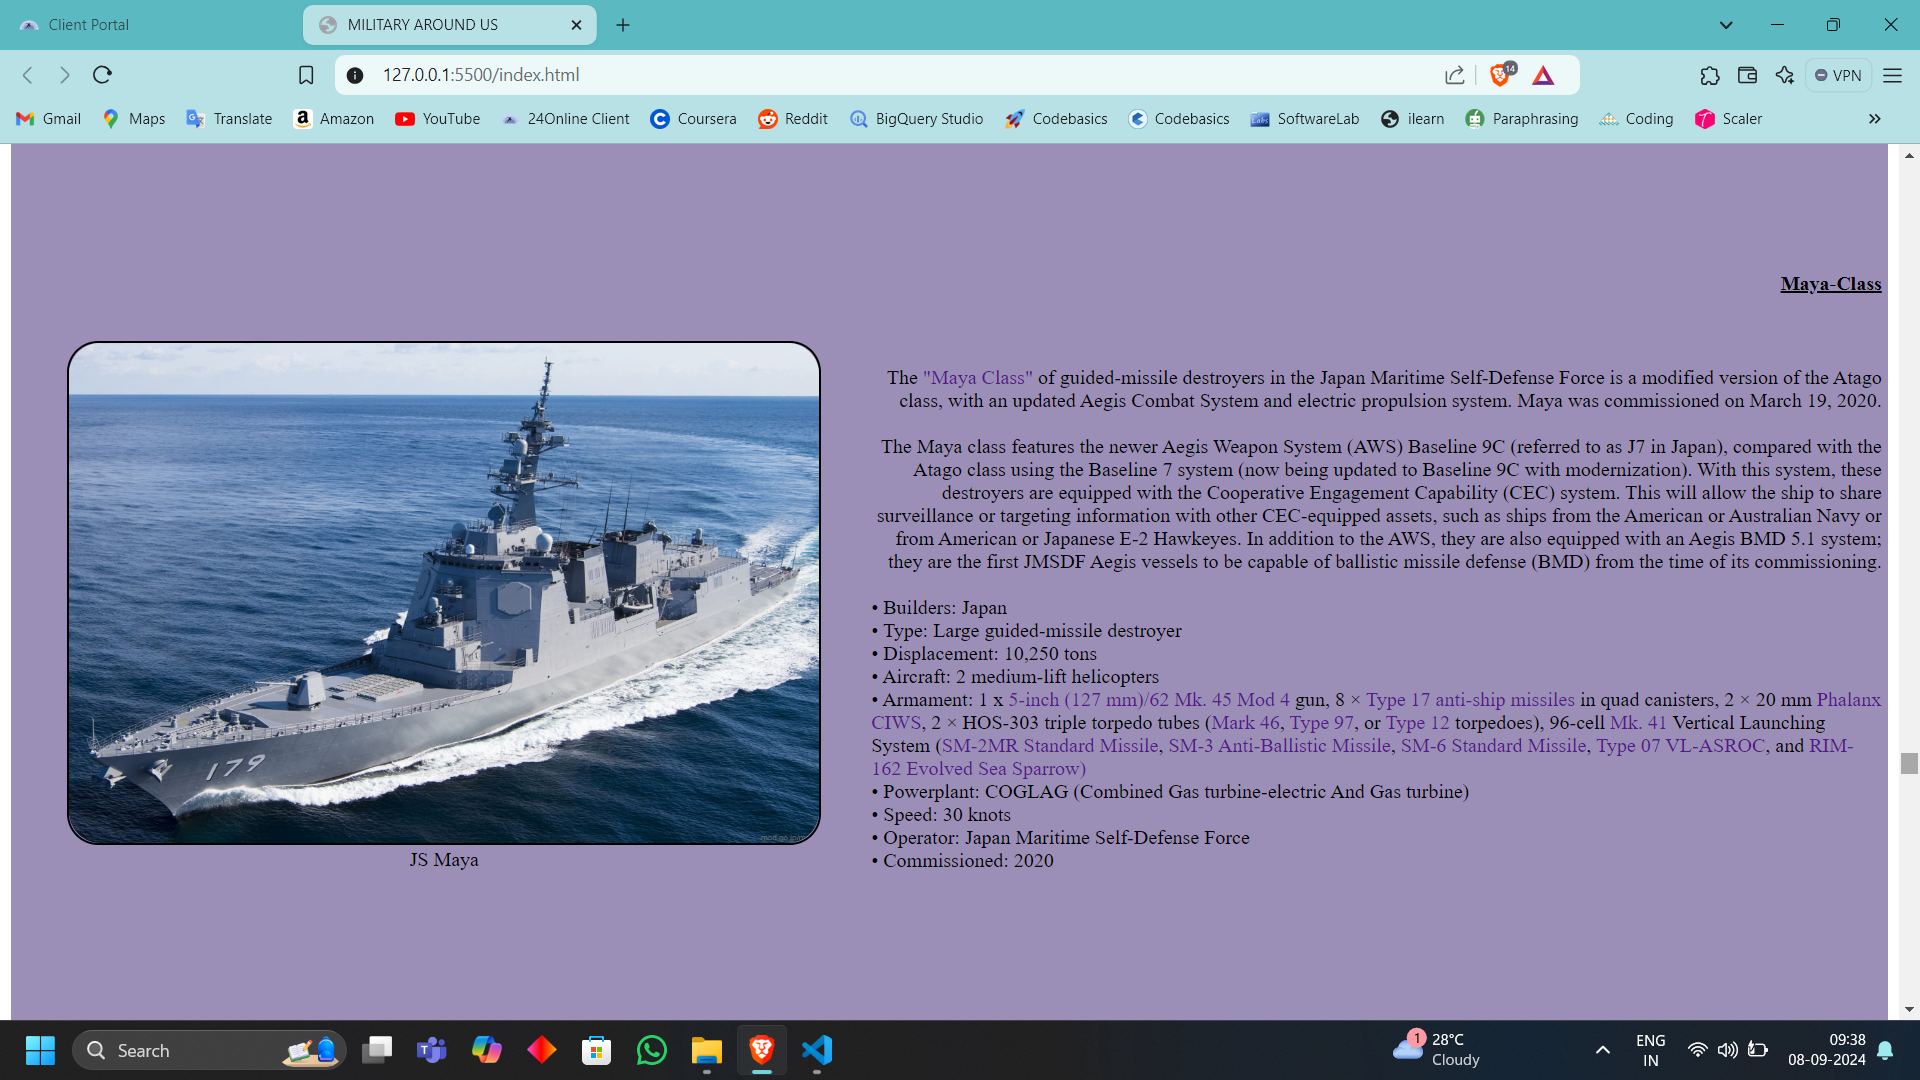 Client Portal
MILITARY AROUND US
127.0.0.1:5500/index.html
14
VPN
Gmail
Maps
Translate
Amazon
YouTube
24Online Client
Coursera
Reddit
BigQuery Studio
Codebasics
Codebasics
SoftwareLab
ilearn
Paraphrasing
Coding
Scaler
Maya-Class
The "Maya Class" of guided-missile destroyers in the Japan Maritime Self-Defense Force is a modified version of the Atago
class, with an updated Aegis Combat System and electric propulsion system. Maya was commissioned on March 19, 2020.
The Maya class features the newer Aegis Weapon System (AWS) Baseline 9C (referred to as J7 in Japan), compared with the
Atago class using the Baseline 7 system (now being updated to Baseline 9C with modernization). With this system, these
destroyers are equipped with the Cooperative Engagement Capability (CEC) system. This will allow the ship to share
surveillance or targeting information with other CEC-equipped assets, such as ships from the American or Australian Navy or
from American or Japanese E-2 Hawkeyes. In addition to the AWS, they are also equipped with an Aegis BMD 5.1 system;
they are the first JMSDF Aegis vessels to be capable of ballistic missile defense (BMD) from the time of its commissioning.
• Builders: Japan
• Type: Large guided-missile destroyer
• Displacement: 10,250 tons
• Aircraft: 2 medium-lift helicopters
• Armament: 1 x 5-inch (127 mm)/62 Mk. 45 Mod 4 gun, 8 × Type 17 anti-ship missiles in quad canisters, 2 × 20 mm Phalanx
CIWS, 2 × HOS-303 triple torpedo tubes (Mark 46, Type 97, or Type 12 torpedoes), 96-cell Mk. 41 Vertical Launching
System (SM-2MR Standard Missile, SM-3 Anti-Ballistic Missile, SM-6 Standard Missile, Type 07 VL-ASROC, and RIM-
162 Evolved Sea Sparrow)
• Powerplant: COGLAG (Combined Gas turbine-electric And Gas turbine)
• Speed: 30 knots
• Operator: Japan Maritime Self-Defense Force
• Commissioned: 2020
179
JS Maya
Search
1
28°C
Cloudy
ENG
IN
09:38
08-09-2024